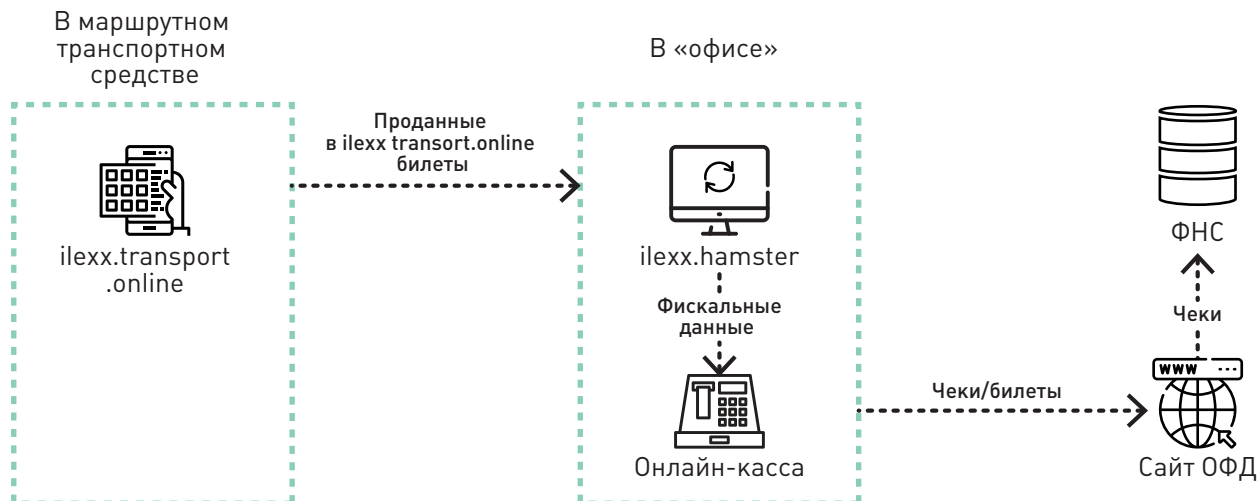 В маршрутном
транспортном
средстве
В «офисе»
Проданные
в ilexx transort.online
билеты
ilexx.transport
.online
ilexx.hamster
Фискальные
данные
Онлайн-касса
Чеки/билеты
ФНС
Чеки
WWW
Сайт ОФД